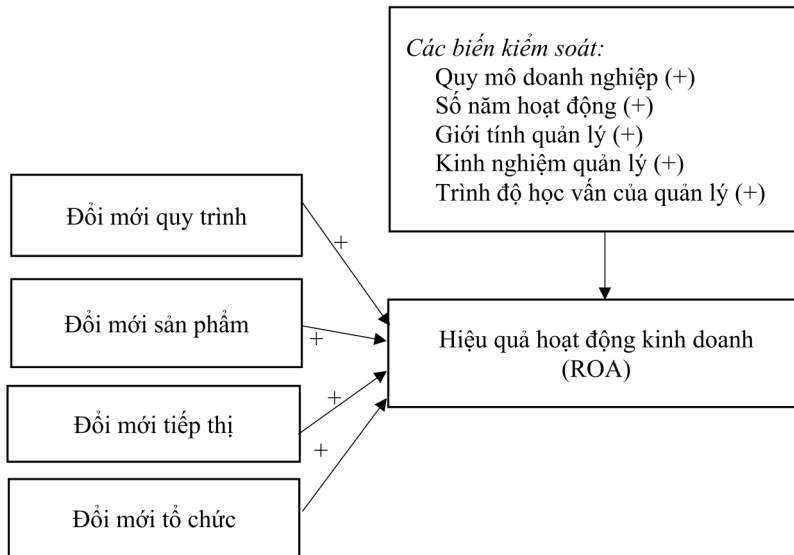 Các biến kiểm soát:
Quy mô doanh nghiệp (+)
Số năm hoạt động (+)
Giới tính quản lý (+)
Kinh nghiệm quản lý (+)
Trình độ học vấn của quản lý (+)
Đổi mới quy trình
+
Đổi mới sản phẩm
+
Đổi mới tiếp thị
+
Đổi mới tổ chức
+
Hiệu quả hoạt động kinh doanh
(ROA)